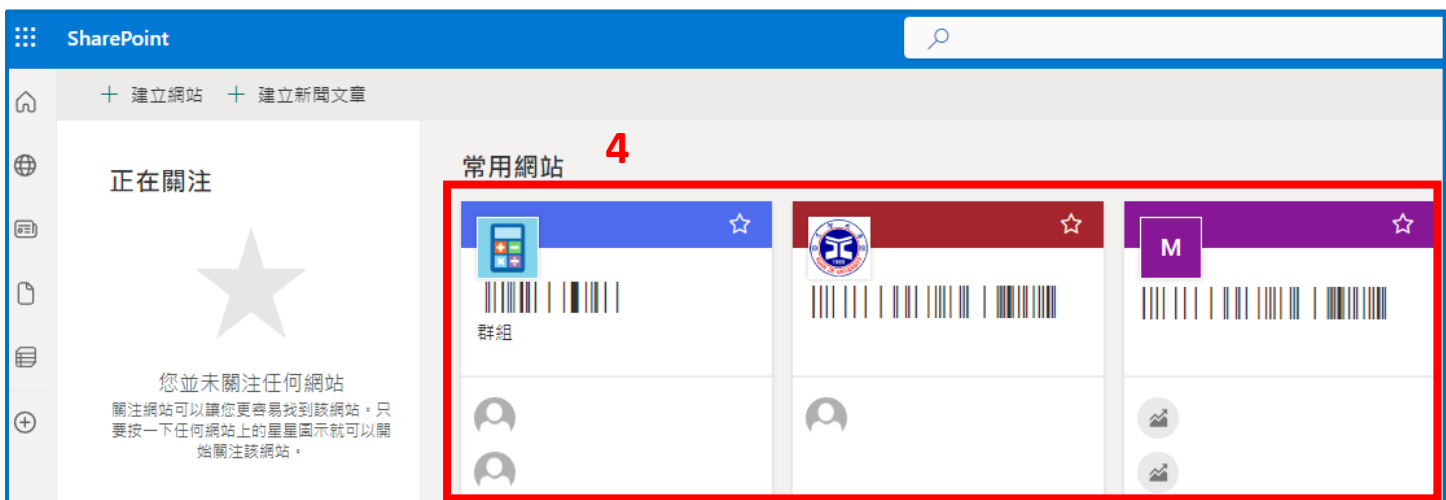 SharePoint
+ 建立網站 + 建立新聞文章
正在關注
常用網站
4
M
群組
您並未關注任何網站
關注網站可以讓您更容易找到該網站。只
要按一下任何網站上的星星圖示就可以開
始關注該網站。